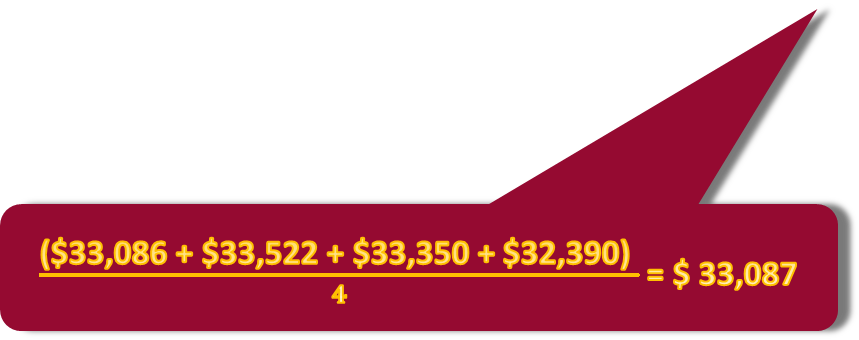 ($33,086 + $33,522 + $33,350 + $32,390)
4
= $ 33,087